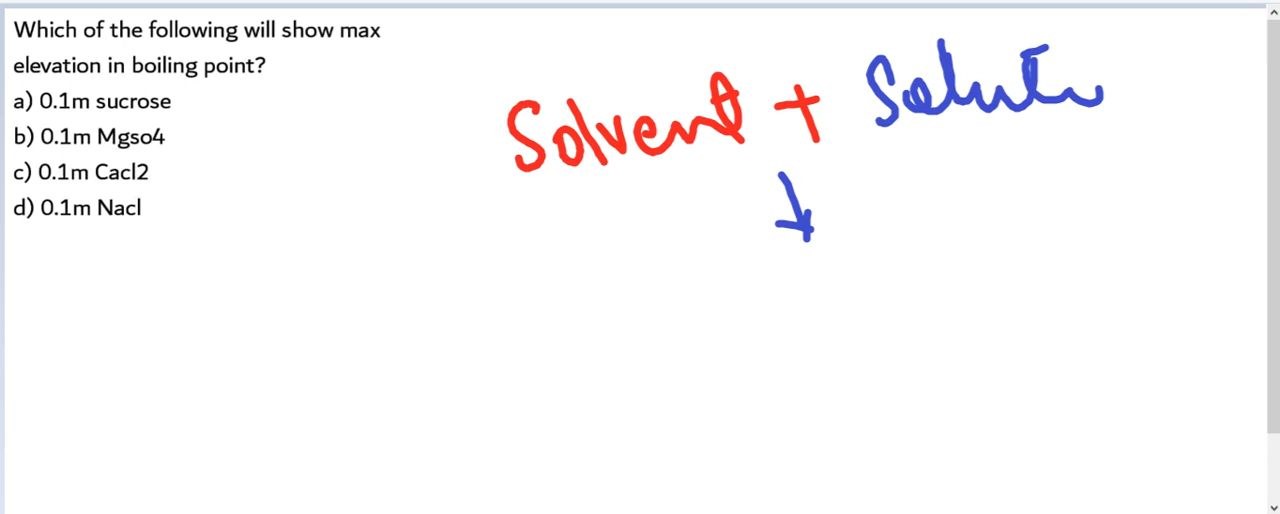 Which of the following will show max
elevation in boiling point?
a) 0.1m sucrose
b) 0.1m Mgso4
c) 0.1m Cacl2
d) 0.1m Nacl
Solvent + Solute